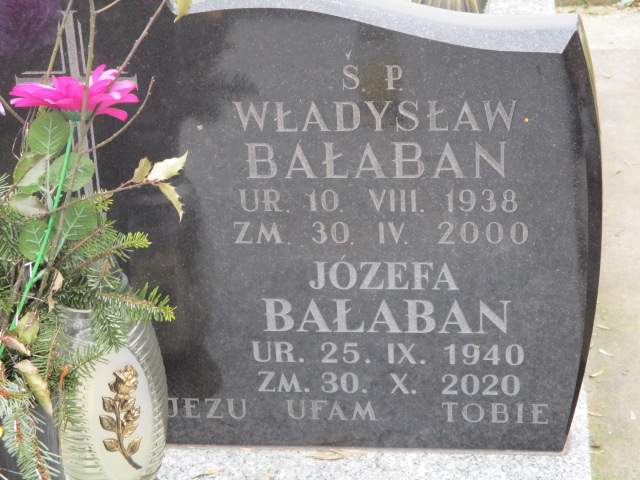 Ś. P.
WŁADYSŁAW
BAŁABAN
UR. 10. VIII. 1938
ZM. 30. IV. 2000
JÓZEFA
BAŁABAN
UR. 25. IX. 1940
ZM. 30. X. 2020
JEZU UFAM TOBIE